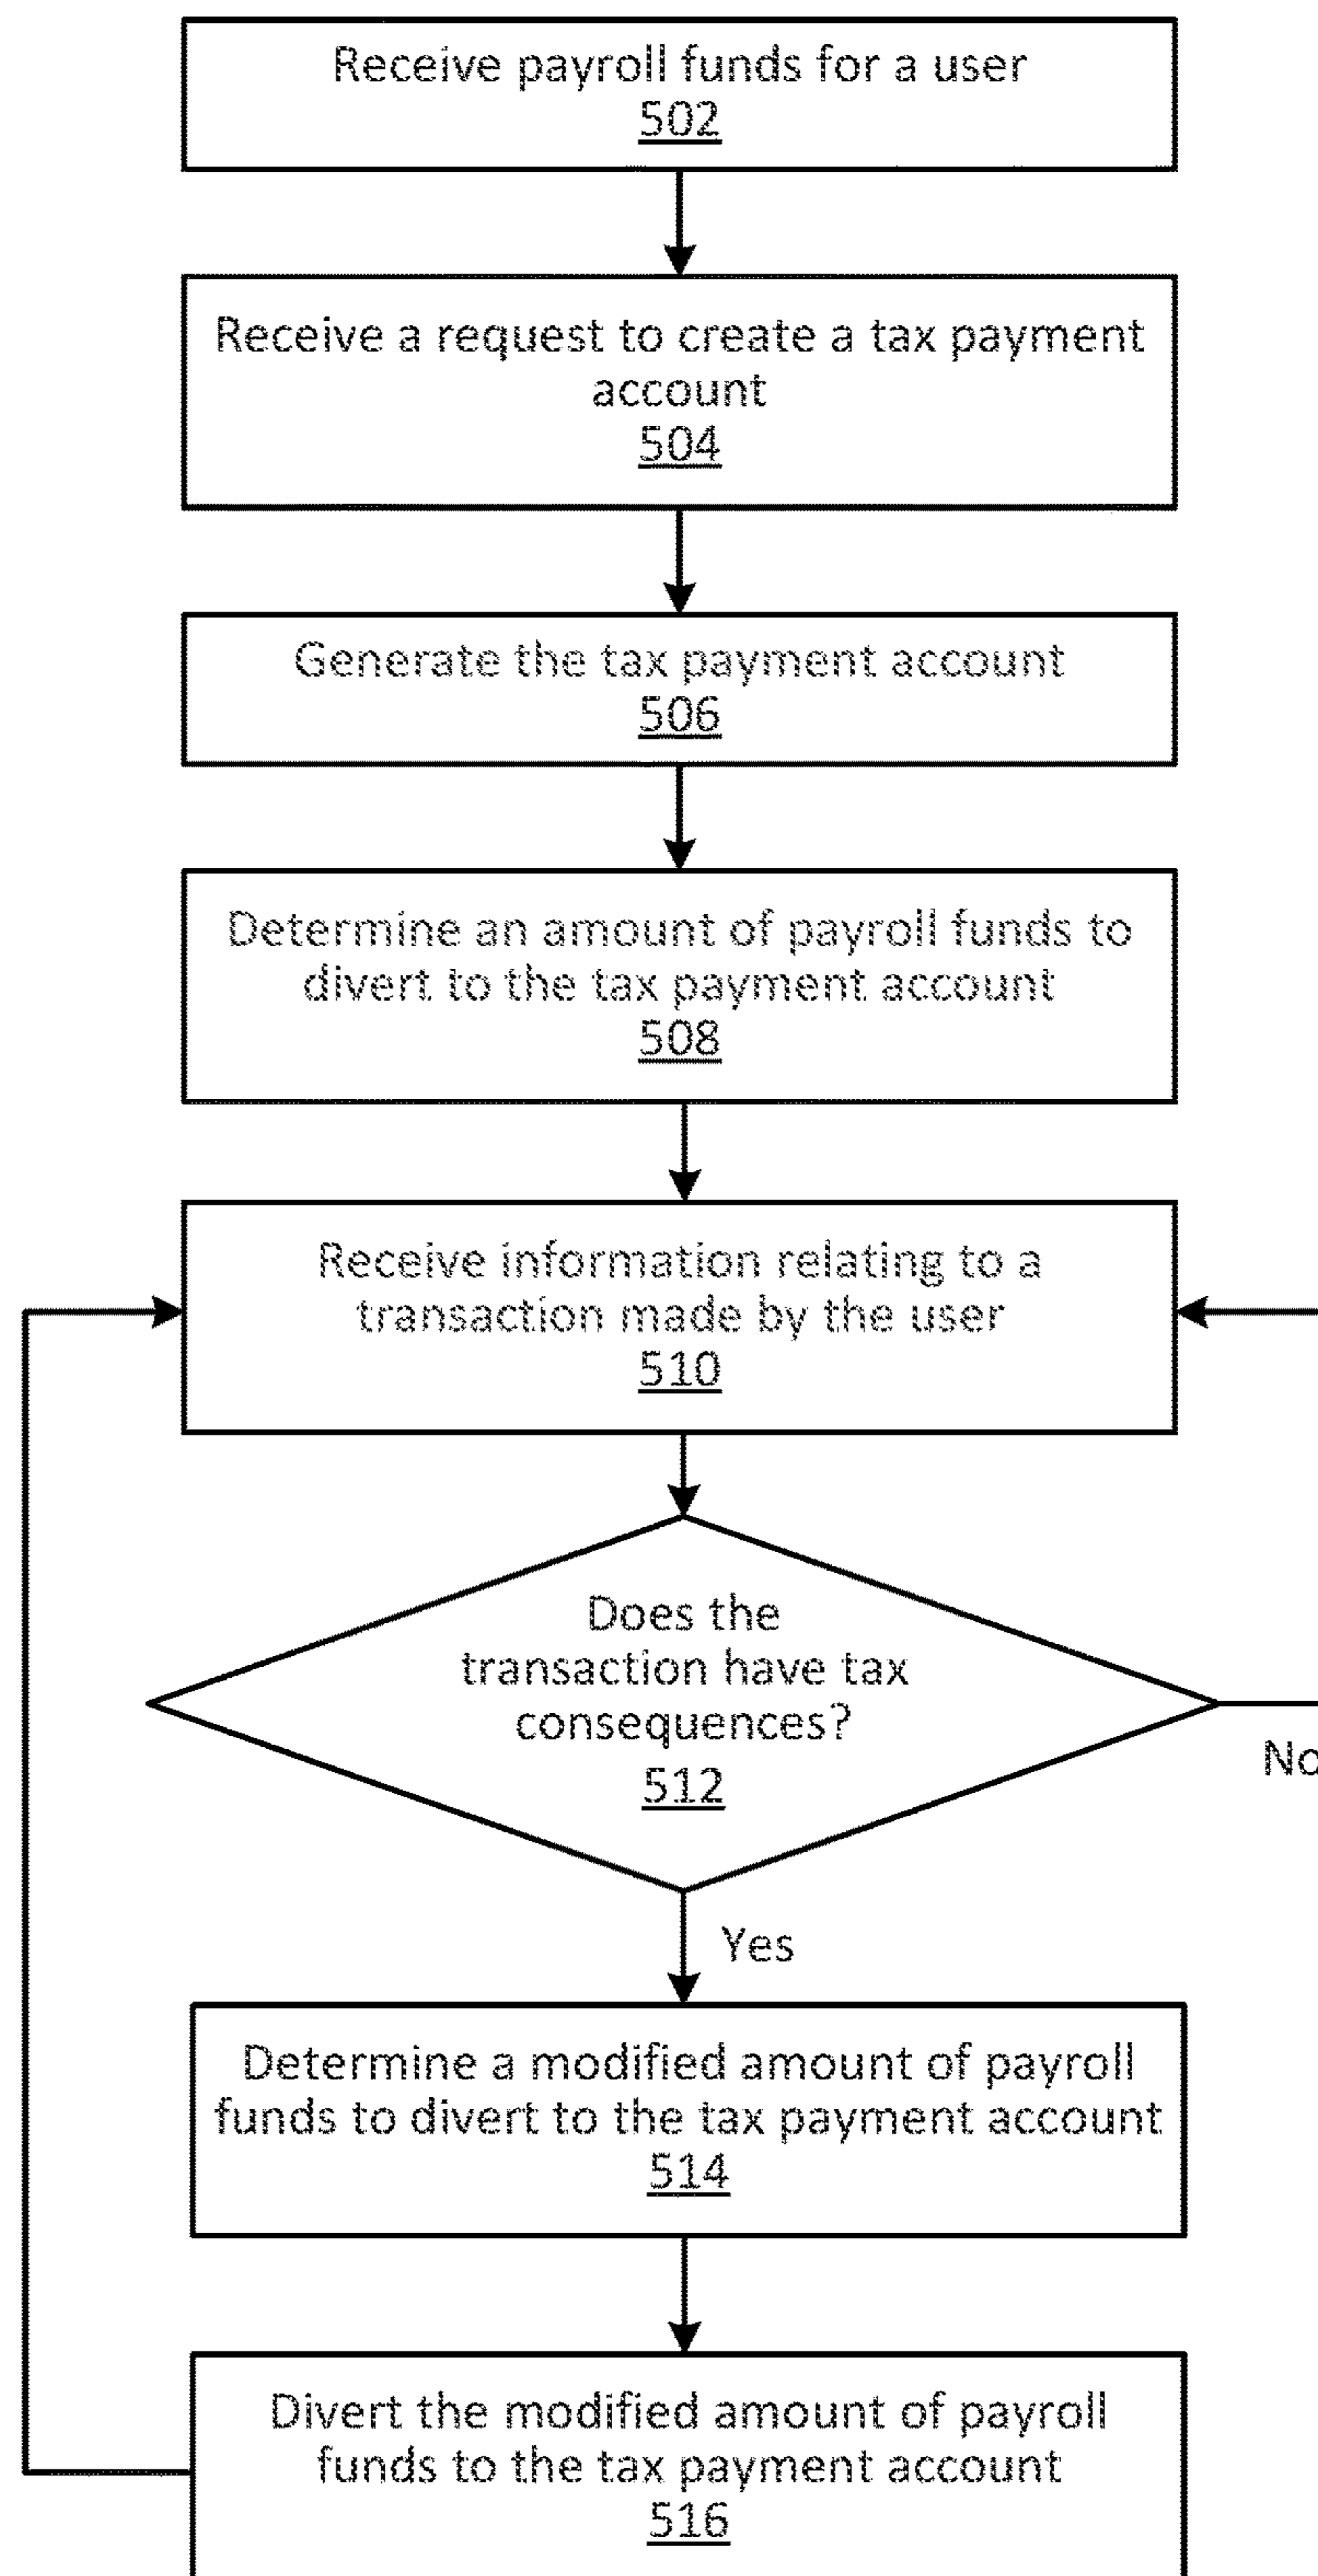 Receive payroll funds for a user
502
Receive a request to create a tax payment
account
504
Generate the tax payment account
506
Determine an amount of payroll funds to
divert to the tax payment account
508
Receive information relating to a
transaction made by the user
510
Does the
transaction have tax
consequences?
512
No
Yes
Determine a modified amount of payroll
funds to divert to the tax payment account
514
Divert the modified amount of payroll
funds to the tax payment account
516